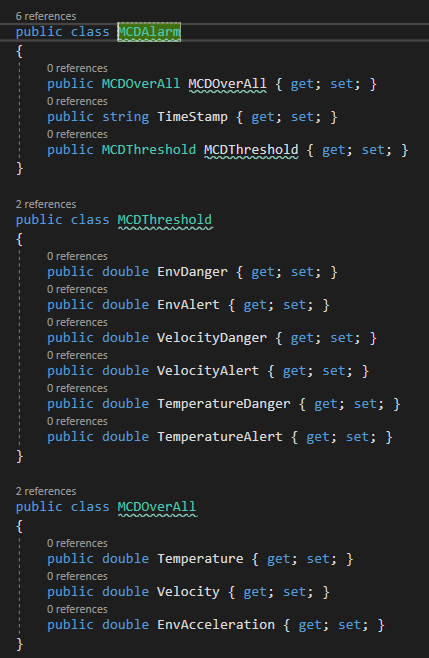 6 references
public class MCDAlarm
{
0 references
public MCDOverAll MCDOverAll { get; set; }
0 references
public string TimeStamp { get; set; }
0 references
public MCDThreshold MCDThreshold { get; set; }
}
2 references
public class MCDThreshold
{
0 references
public double EnvDanger { get; set; }
0 references
public double EnvAlert { get; set; }
0 references
public double VelocityDanger { get; set; }
0 references
public double VelocityAlert { get; set; }
0 references
public double TemperatureDanger { get; set; }
0 references
public double TemperatureAlert { get; set; }
}
2 references
public class MCDOverAll
{
0 references
public double Temperature { get; set; }
0 references
public double Velocity { get; set; }
0 references
public double EnvAcceleration { get; set; }
}